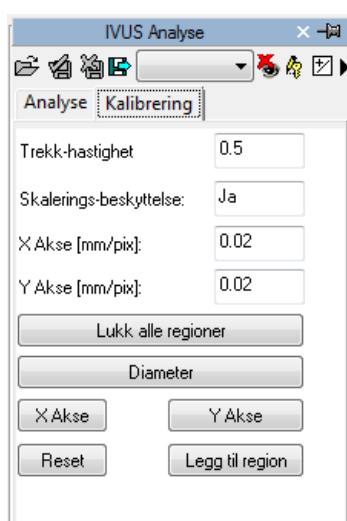 IVUS Analyse
Analyse Kalibrering
Trekk-hastighet 0.5
Skalerings-beskyttelse: Ja
X Akse [mm/pix]: 0.02
Y Akse [mm/pix]: 0.02
Lukk alle regioner
Diameter
X Akse Y Akse
Reset Legg til region